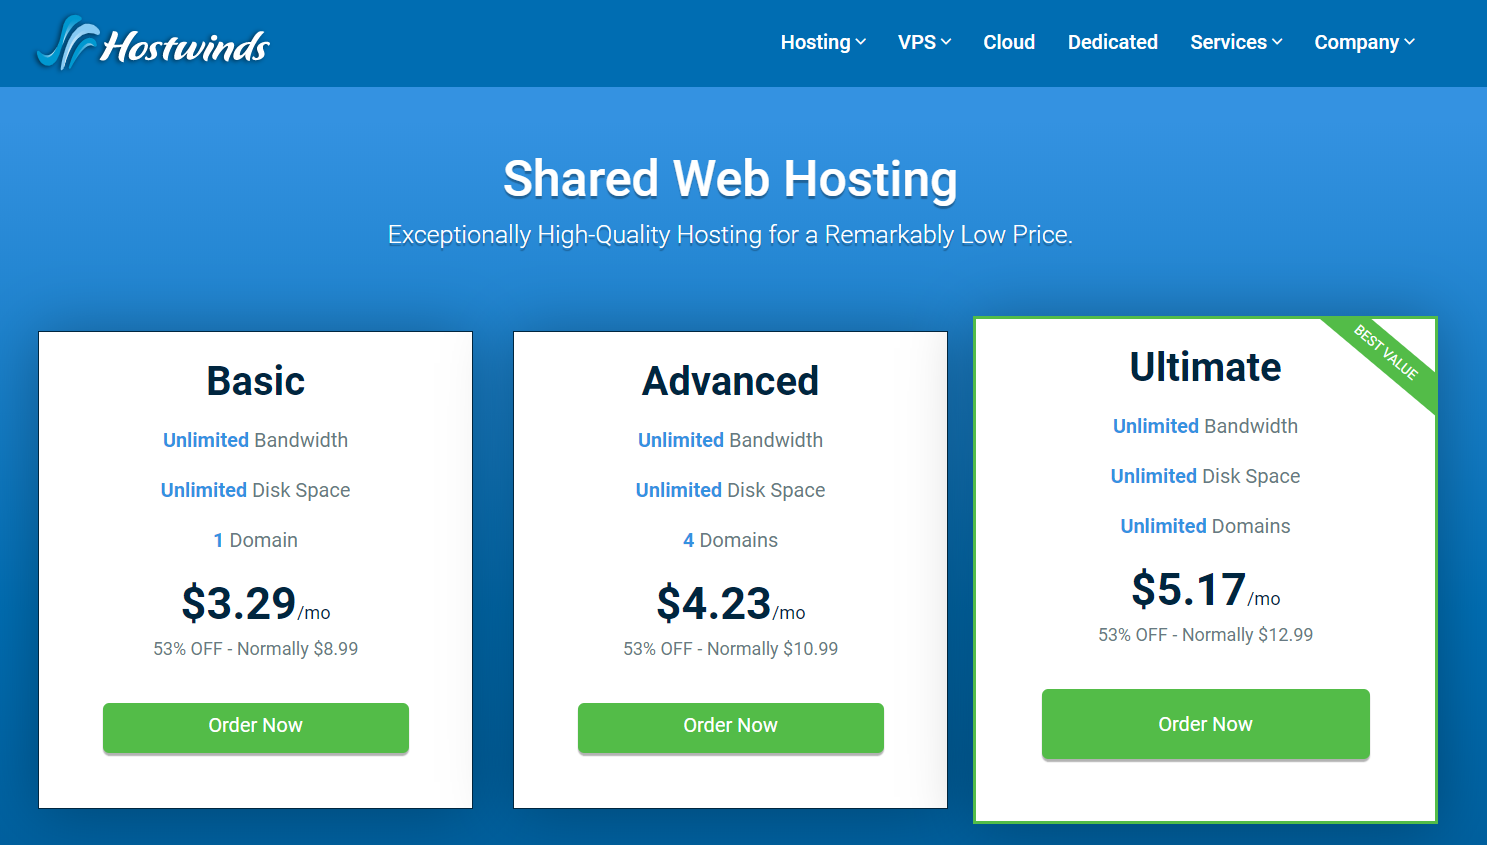 Hostwinds
Hosting
VPS
Cloud
Dedicated
Services
Company
Shared Web Hosting
Exceptionally High-Quality Hosting for a Remarkably Low Price.
Basic
Unlimited Bandwidth
Unlimited Disk Space
1 Domain
$3.29/mo
53% OFF - Normally $8.99
Order Now
Advanced
Unlimited Bandwidth
Unlimited Disk Space
4 Domains
$4.23/mo
53% OFF - Normally $10.99
Order Now
BEST VALUE
Ultimate
Unlimited Bandwidth
Unlimited Disk Space
Unlimited Domains
$5.17/mo
53% OFF - Normally $12.99
Order Now